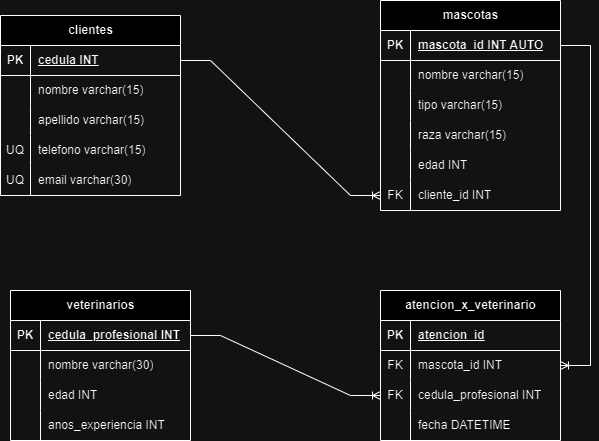 clientes
PK cedula INT
nombre varchar(15)
apellido varchar(15)
UQ telefono varchar(15)
UQ email varchar(30)
mascotas
PK mascota_id INT AUTO
nombre varchar(15)
tipo varchar(15)
raza varchar(15)
edad INT
FK cliente_id INT
veterinarios
PK cedula_profesional INT
nombre varchar(30)
edad INT
anos_experiencia INT
atencion_x_veterinario
PK atencion_id
FK mascota_id INT
FK cedula_profesional INT
fecha DATETIME